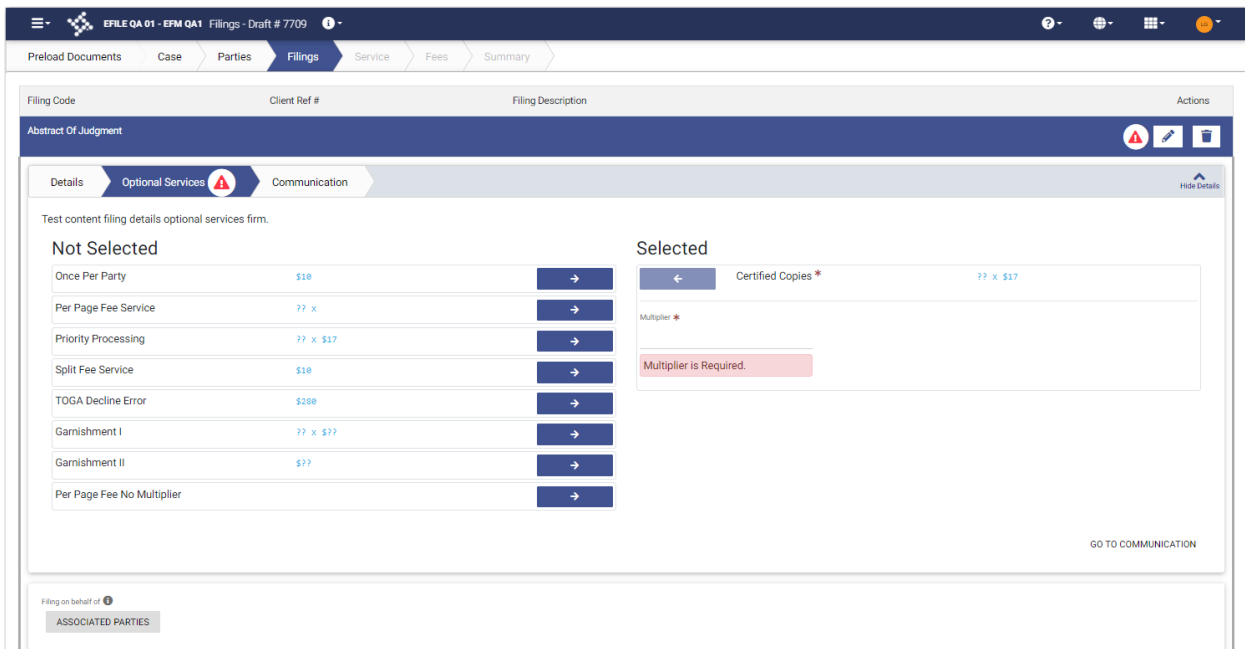 EFILE QA 01 - EFM QA1 Filings - Draft # 7709
LG
Preload Documents Case Parties Filings Service Fees Summary
Filing Code Client Ref # Filing Description Actions
Abstract Of Judgment
Details Optional Services Communication Hide Details
Test content filing details optional services firm.
Not Selected Selected
Once Per Party $10 Certified Copies * ?? x $17
Per Page Fee Service ?? x
Multiplier *
Priority Processing ?? x $17
Multiplier is Required.
Split Fee Service $10
TOGA Decline Error $280
Garnishment I ?? x $??
Garnishment II $??
Per Page Fee No Multiplier
GO TO COMMUNICATION
Filing on behalf of
ASSOCIATED PARTIES